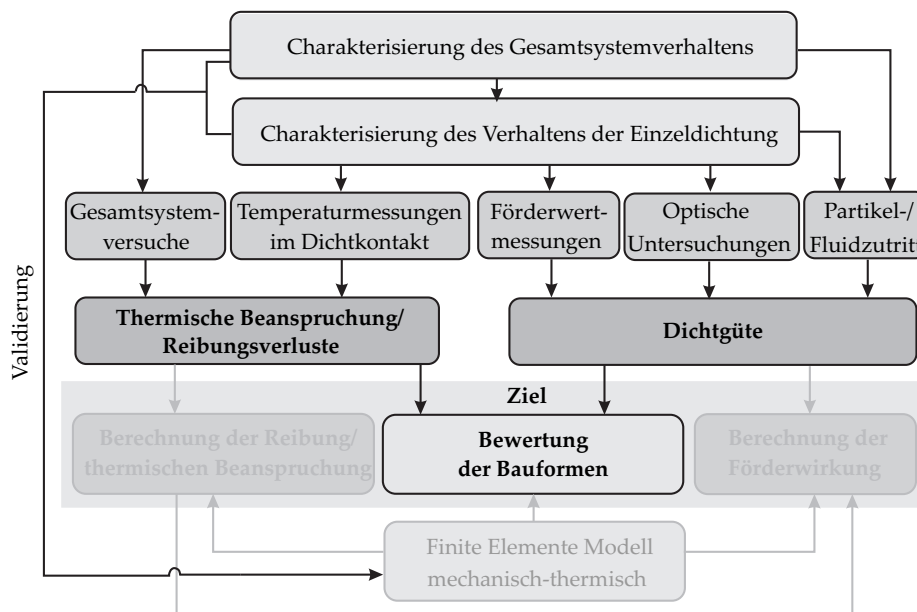 Charakterisierung des Gesamtsystemverhaltens
Charakterisierung des Verhaltens der Einzeldichtung
Gesamtsystem-
versuche
Temperaturmessungen
im Dichtkontakt
Förderwert-
messungen
Optische
Untersuchungen
Partikel-/
Fluidzutritt
Validierung
Thermische Beanspruchung/
Reibungsverluste
Dichtgüte
Ziel
Berechnung der Reibung/
thermischen Beanspruchung
Bewertung
der Bauformen
Berechnung der
Förderwirkung
Finite Elemente Modell
mechanisch-thermisch